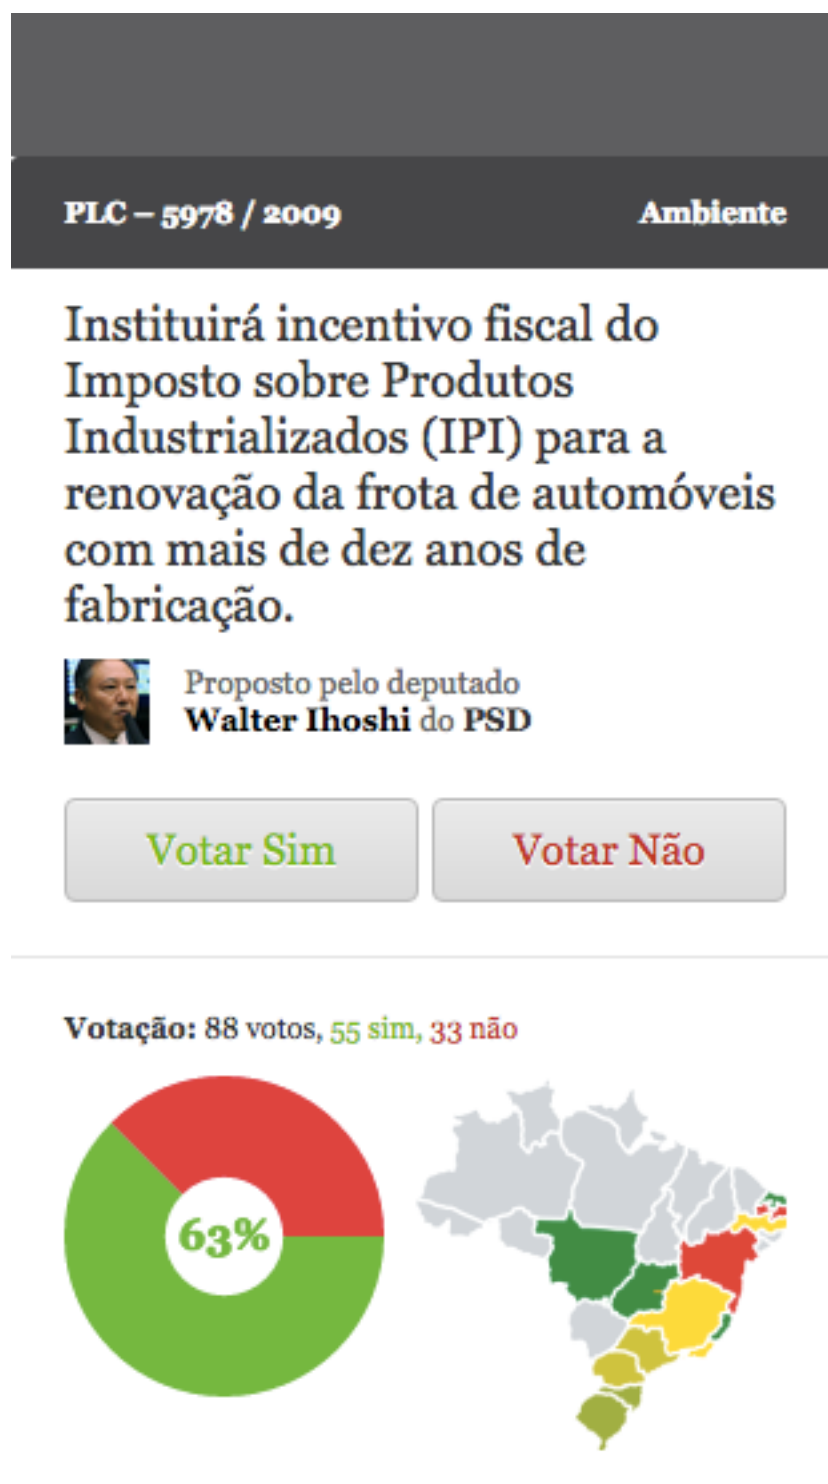 PLC – 5978 / 2009 Ambiente
Instituirá incentivo fiscal do
Imposto sobre Produtos
Industrializados (IPI) para a
renovação da frota de automóveis
com mais de dez anos de
fabricação.
Proposto pelo deputado
Walter Ihoshi do PSD
Votar Sim Votar Não
Votação: 88 votos, 55 sim, 33 não
63%